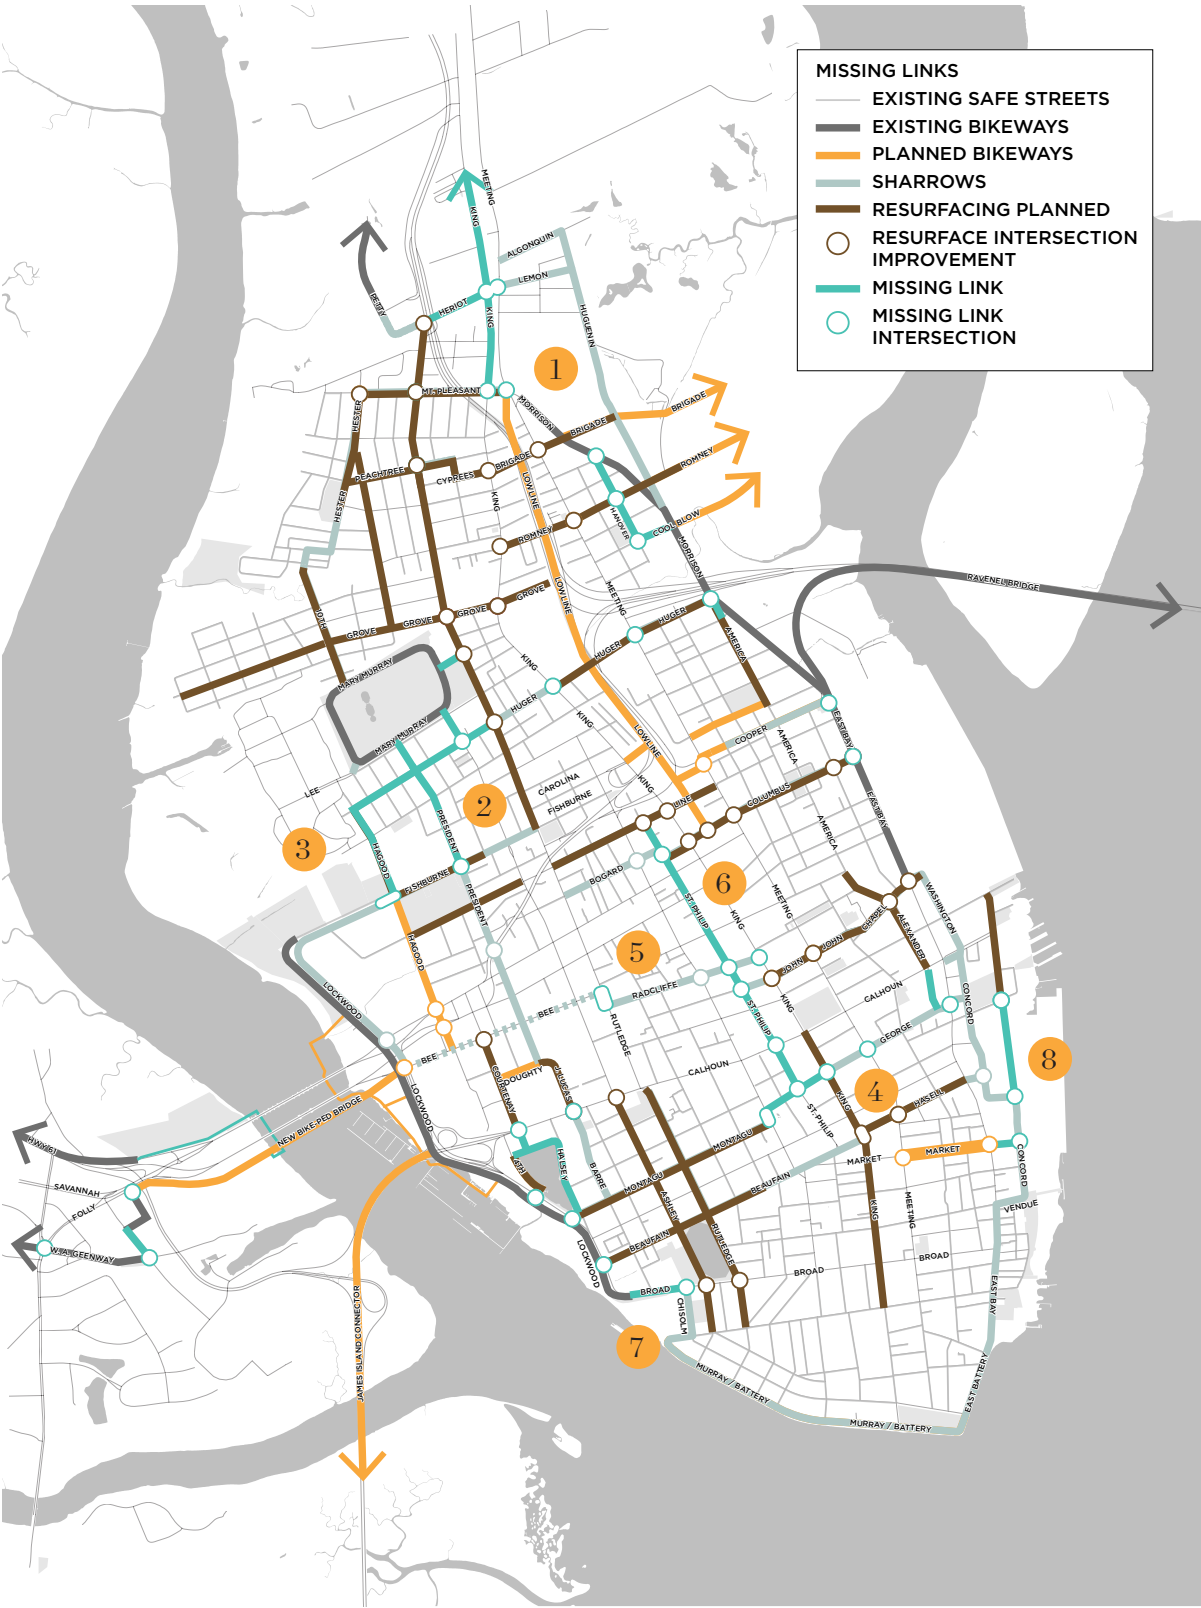 MISSING LINKS
EXISTING SAFE STREETS
EXISTING BIKEWAYS
PLANNED BIKEWAYS
SHARROWS
RESURFACING PLANNED
RESURFACE INTERSECTION
IMPROVEMENT
MISSING LINK
MISSING LINK
INTERSECTION
MEETING
KING
ALGONQUIN
LEMON
PETTY
HERIOT
KING
HUGUENIN
1
MT. PLEASANT
MORRISON
BRIGADE
BRIGADE
HESTER
BRIGADE
ROMNEY
PEACHTREE
CYPREES
LOWLINE
KING
HESTER
HANOVER
COOL BLOW
ROMNEY
MORRISON
RAVENEL BRIDGE
LOWLINE
MEETING
GROVE
GROVE
GROVE
GROVE
10TH
HUGER
HUGER
AMERICA
MARY MURRAY
KING
HUGER
KING
MARY MURRAY
LOWLINE
COOPER
AMERICA
EAST BAY
LEE
CAROLINA
FISHBURNE
KING
LINE
COLUMBUS
EAST BAY
2
PRESIDENT
AMERICA
3
HAGOOD
FISHBURNE
BOGARD
6
PRESIDENT
ST. PHILIP
KING
MEETING
CHAPEL
ALEXANDER
WASHINGTON
HAGOOD
5
JOHN
JOHN
LOCKWOOD
RADCLIFFE
CALHOUN
CONCORD
BEE
KING
ST. PHILIP
RUTLEDGE
GEORGE
BEE
8
CALHOUN
DOUGHTY
COURTENAY
J LUCAS
4
HASELL
KING
LOCKWOOD
NEW BIKE-PED BRIDGE
ST. PHILIP
HWY 61
MONTAGU
MARKET
MARKET
CONCORD
HALSEY
BARRE
MONTAGU
BEAUFAIN
SAVANNAH
FOLLY
ASHLEY
RUTLEDGE
KING
MEETING
VENDUE
BEAUFAIN
W.A. GEENWAY
LOCKWOOD
BROAD
BROAD
BROAD
EAST BAY
CHISOLM
JAMES ISLAND CONNECTOR
7
MURRAY / BATTERY
EAST BATTERY
MURRAY / BATTERY